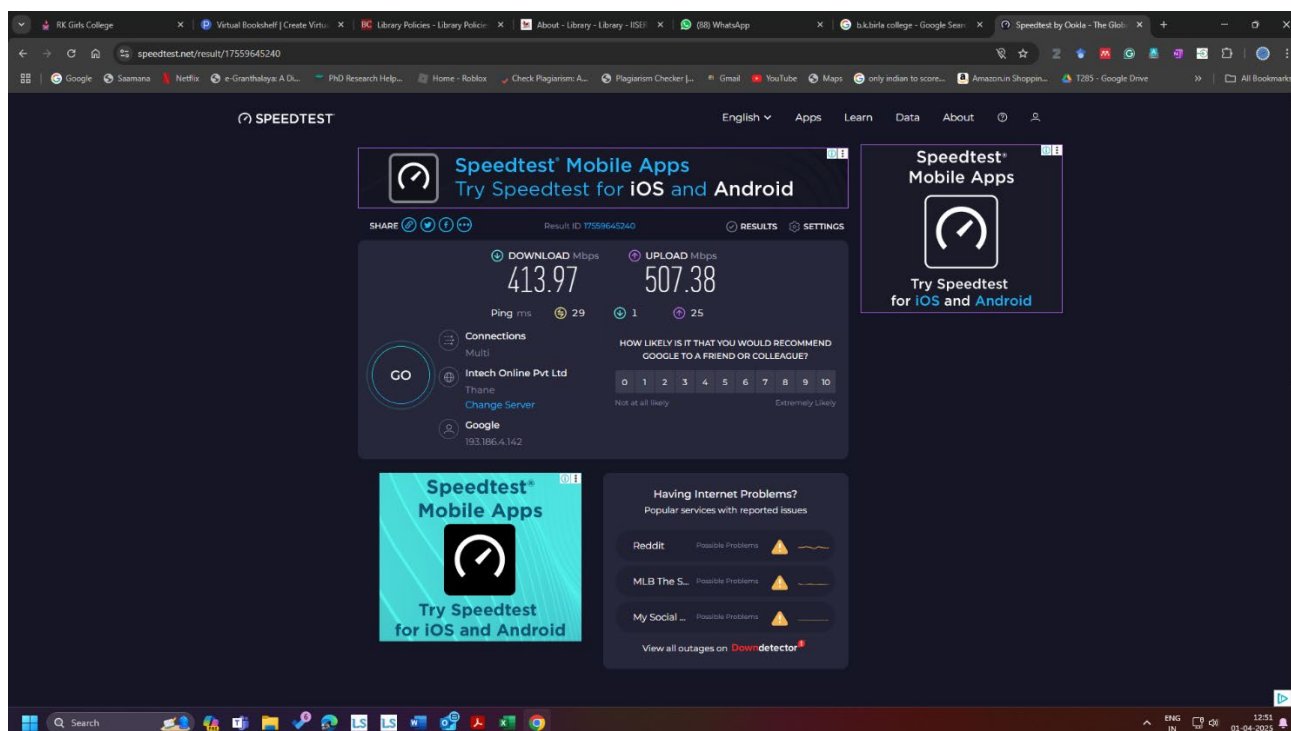 RK Girls College
Virtual Bookshelf | Create Virtu
Library Policies - Library Policie
About - Library - Library - IISER
(88) WhatsApp
b.k.birla college - Google Sear
Speedtest by Ookla - The Glob
speedtest.net/result/17559645240
Google Saamana Netflix e-Granthalaya: A Di... PhD Research Help... Home - Roblox Check Plagiarism: A... Plagiarism Checker |... Gmail YouTube Maps only indian to score... Amazon.in Shoppin... T285 - Google Drive » All Bookmarks
SPEEDTEST
English Apps Learn Data About
Speedtest® Mobile Apps
Try Speedtest for iOS and Android
SHARE Result ID 17559645240 RESULTS SETTINGS
DOWNLOAD Mbps UPLOAD Mbps
413.97 507.38
Ping ms 29 1 25
GO
Connections
Multi
Intech Online Pvt Ltd
Thane
Change Server
Google
193.186.4.142
HOW LIKELY IS IT THAT YOU WOULD RECOMMEND
GOOGLE TO A FRIEND OR COLLEAGUE?
0 1 2 3 4 5 6 7 8 9 10
Not at all likely Extremely Likely
Speedtest®
Mobile Apps
Try Speedtest
for iOS and Android
Speedtest®
Mobile Apps
Try Speedtest
for iOS and Android
Having Internet Problems?
Popular services with reported issues
Reddit Possible Problems
MLB The S... Possible Problems
My Social ... Possible Problems
View all outages on Downdetector
Search
ENG
IN
12:51
01-04-2025